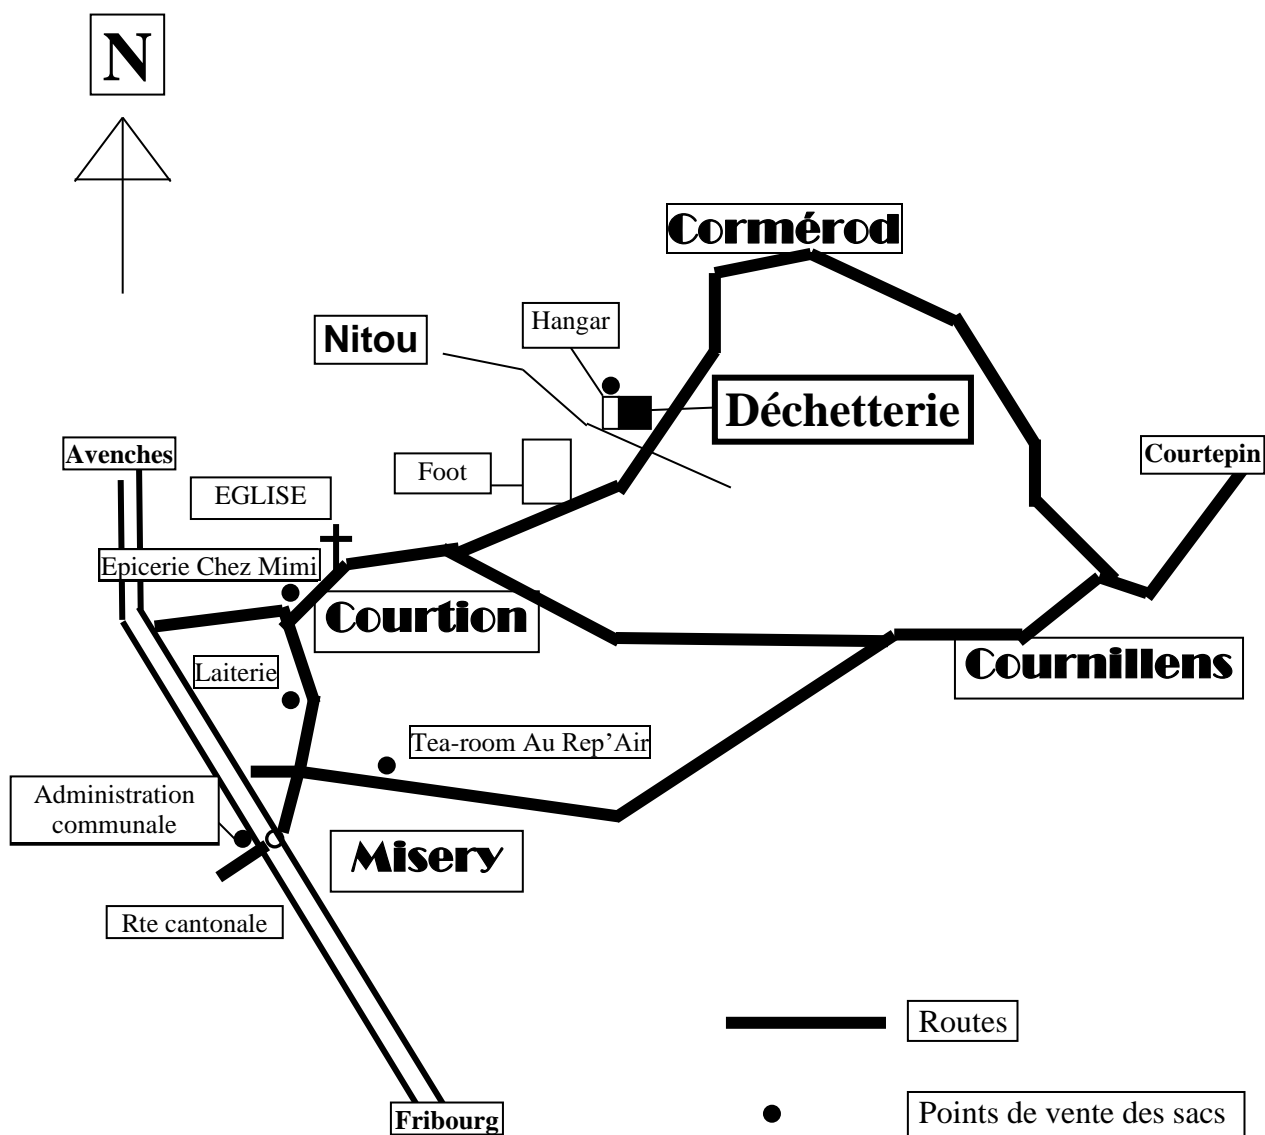 N
Cormérod
Hangar
Nitou
Déchetterie
Avenches
Courtepin
Foot
EGLISE
Epicerie Chez Mimi
Courtion
Cournillens
Laiterie
Tea-room Au Rep'Air
Administration
communale
Misery
Rte cantonale
Routes
Points de vente des sacs
Fribourg